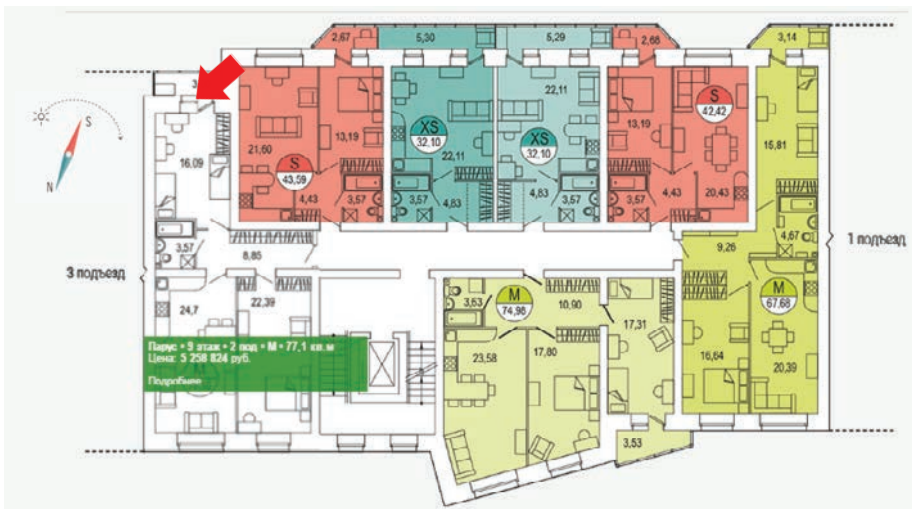 2,67
5,30
5,29
2,68
3,14
S
N
16,09
21,60
13,19
S
43,59
4,43
3,57
XS
32,10
22,11
3,57
4,83
22,11
XS
32,10
4,83
3,57
13,19
S
42,42
3,57
4,43
20,43
15,81
4,67
9,26
3,57
8,85
3 подъезд
1 подъезд
24,7
22,39
3,63
M
74,98
10,90
17,31
M
67,68
23,58
17,80
16,64
20,39
3,53
Парус • 9 этаж • 2 под • М • 77,1 кв.м
Цена: 5 258 824 руб.
Подробнее
M